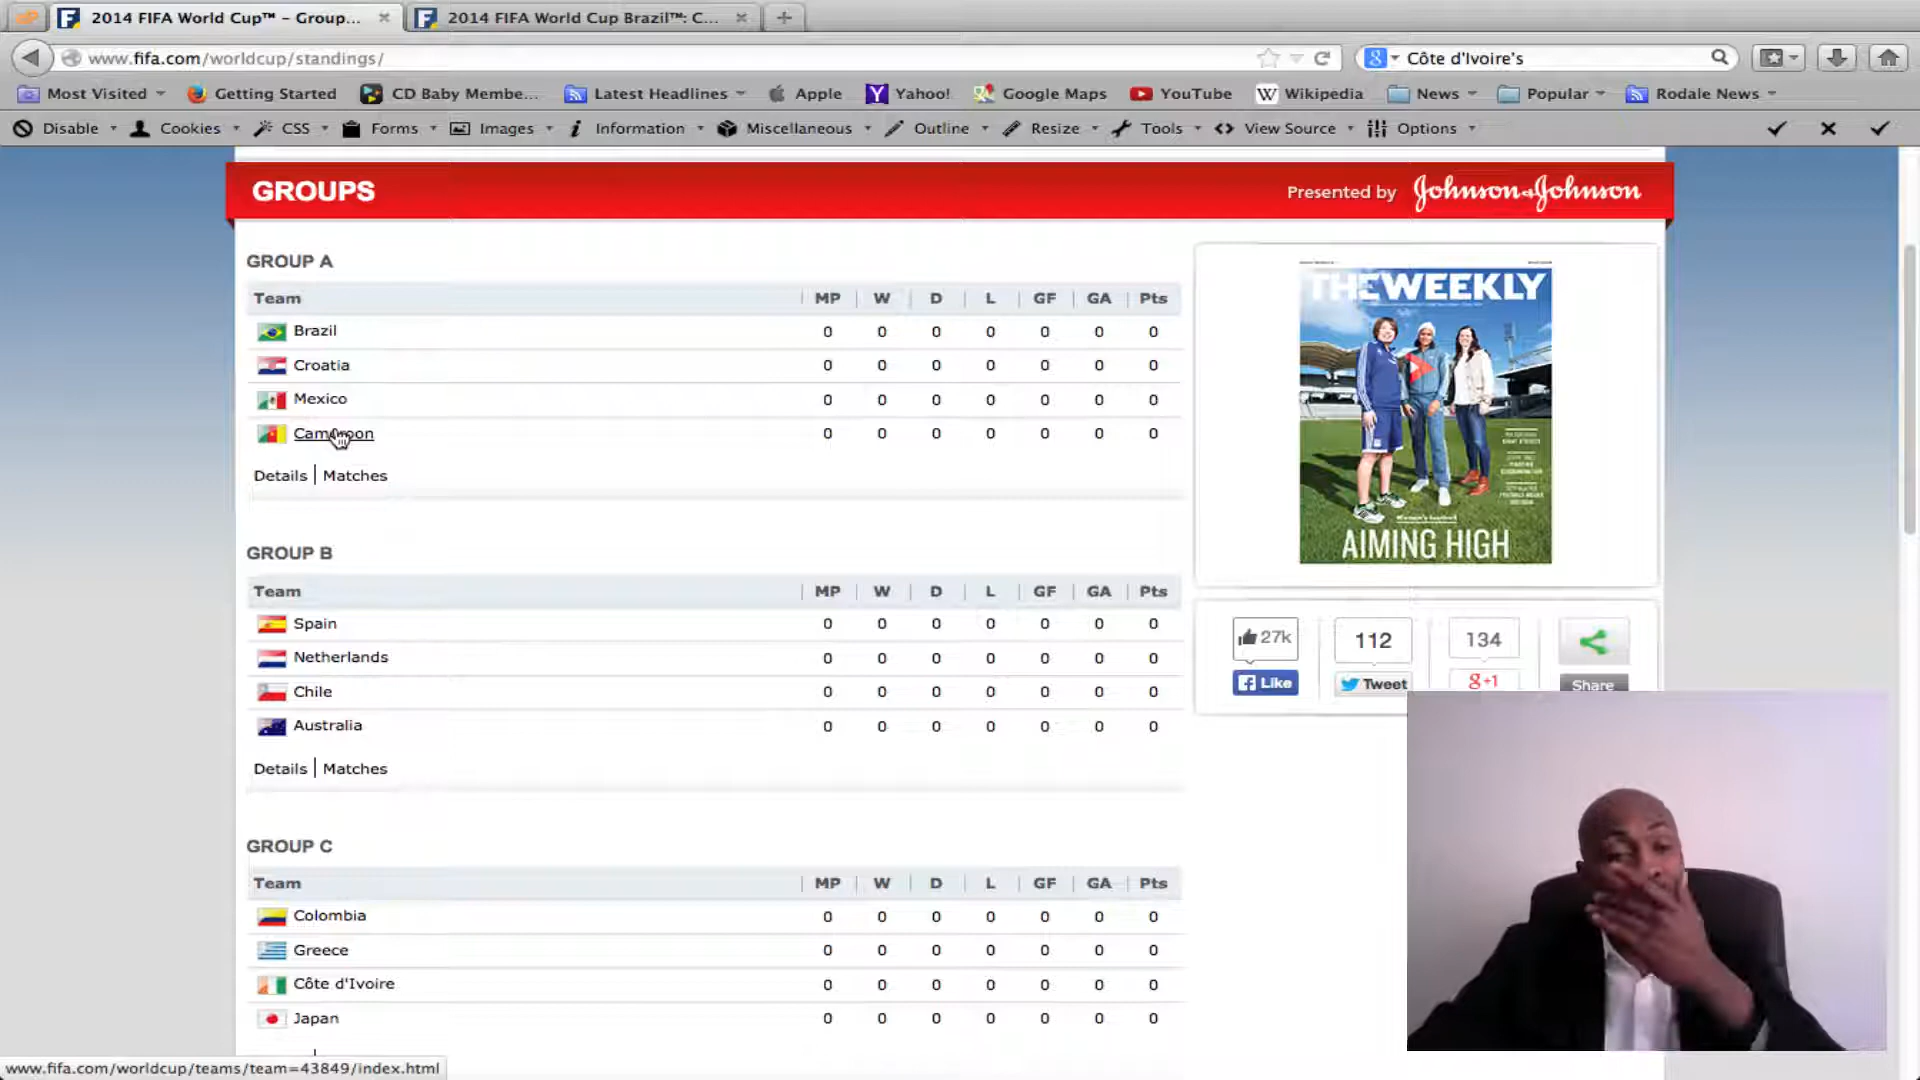 2014 FIFA World Cup™ – Group...
2014 FIFA World Cup Brazil™: C...
www.fifa.com/worldcup/standings/
Côte d'Ivoire's
Most Visited
Getting Started
CD Baby Membe...
Latest Headlines
Apple
Yahoo!
Google Maps
YouTube
Wikipedia
News
Popular
Rodale News
Disable
Cookies
CSS
Forms
Images
Information
Miscellaneous
Outline
Resize
Tools
View Source
Options
GROUPS
Presented by Johnson & Johnson
GROUP A
Team MP W D L GF GA Pts
Brazil 0 0 0 0 0 0 0
Croatia 0 0 0 0 0 0 0
Mexico 0 0 0 0 0 0 0
Cameroon 0 0 0 0 0 0 0
Details | Matches
GROUP B
Team MP W D L GF GA Pts
Spain 0 0 0 0 0 0 0
Netherlands 0 0 0 0 0 0 0
Chile 0 0 0 0 0 0 0
Australia 0 0 0 0 0 0 0
Details | Matches
GROUP C
Team MP W D L GF GA Pts
Colombia 0 0 0 0 0 0 0
Greece 0 0 0 0 0 0 0
Côte d'Ivoire 0 0 0 0 0 0 0
Japan 0 0 0 0 0 0 0
THE WEEKLY
AIMING HIGH
27k
Like
112
Tweet
134
g+1
Share
www.fifa.com/worldcup/teams/team=43849/index.html